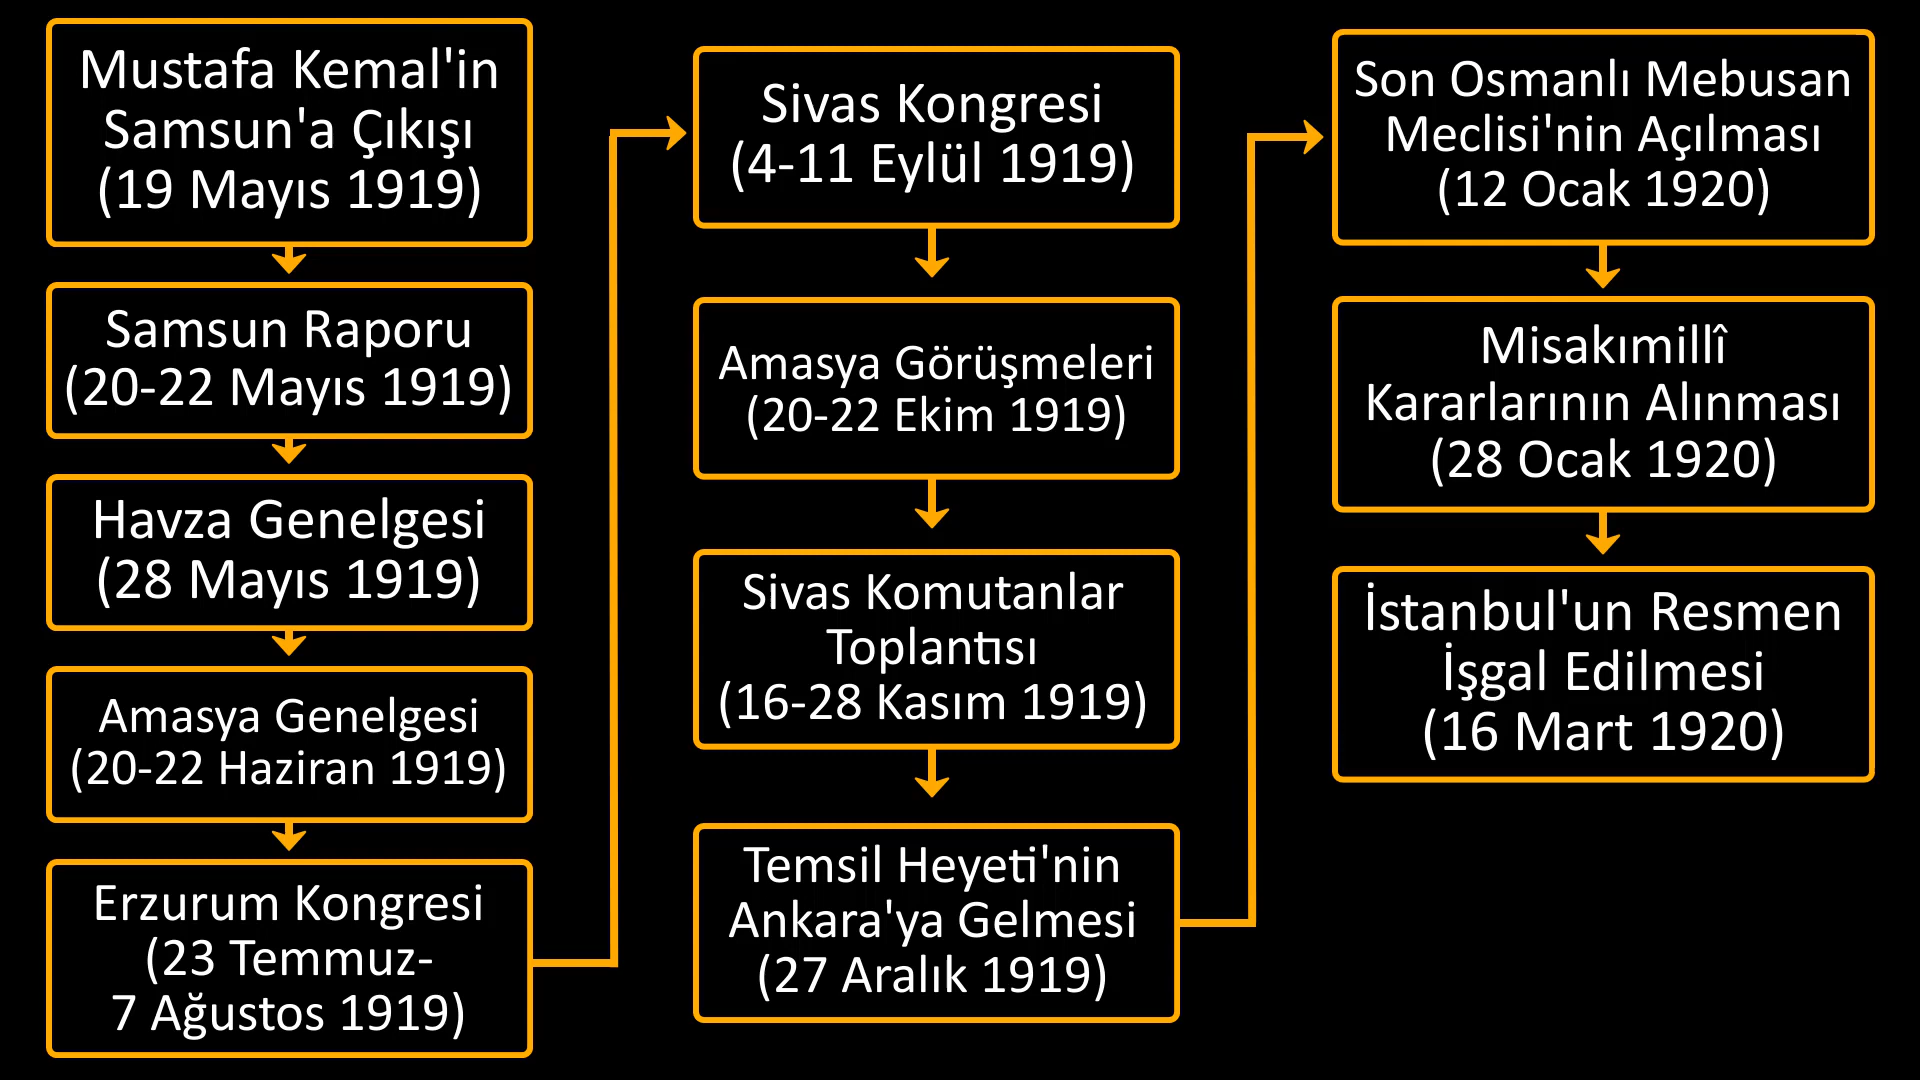 Mustafa Kemal'in
Samsun'a Çıkışı
(19 Mayıs 1919)
Samsun Raporu
(20-22 Mayıs 1919)
Havza Genelgesi
(28 Mayıs 1919)
Amasya Genelgesi
(20-22 Haziran 1919)
Erzurum Kongresi
(23 Temmuz-
7 Ağustos 1919)
Sivas Kongresi
(4-11 Eylül 1919)
Amasya Görüşmeleri
(20-22 Ekim 1919)
Sivas Komutanlar
Toplantısı
(16-28 Kasım 1919)
Temsil Heyeti'nin
Ankara'ya Gelmesi
(27 Aralık 1919)
Son Osmanlı Mebusan
Meclisi'nin Açılması
(12 Ocak 1920)
Misakımillî
Kararlarının Alınması
(28 Ocak 1920)
İstanbul'un Resmen
İşgal Edilmesi
(16 Mart 1920)